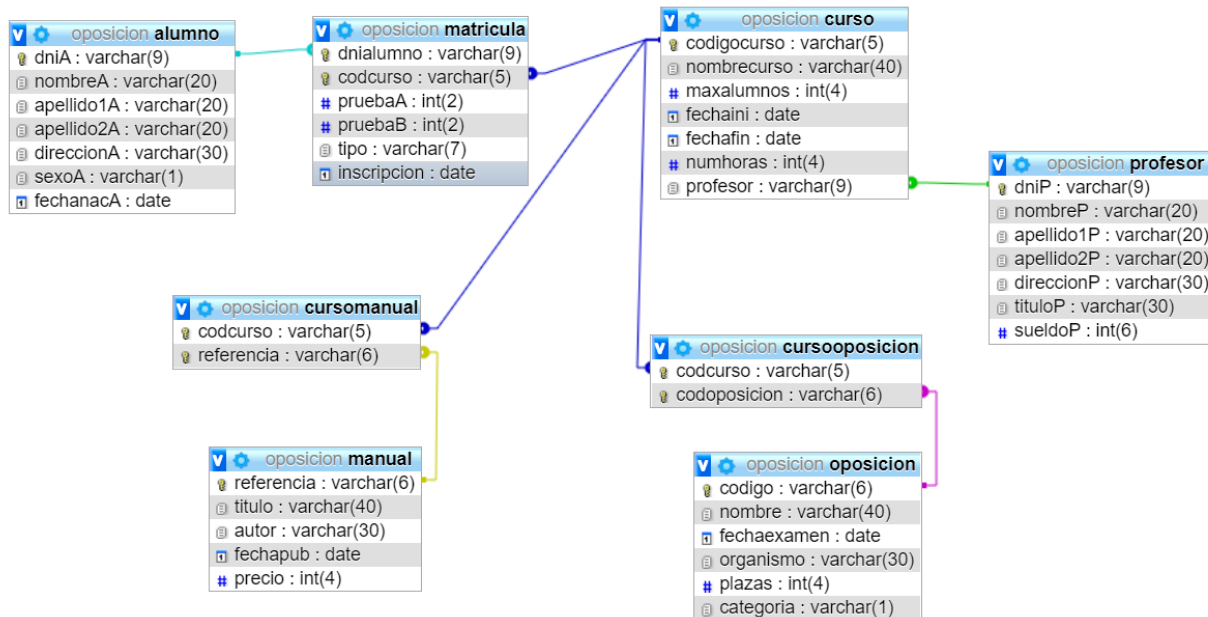 oposicion alumno
dniA : varchar(9)
nombreA : varchar(20)
apellido1A : varchar(20)
apellido2A : varchar(20)
direccionA : varchar(30)
sexoA : varchar(1)
fechanacA : date
oposicion matricula
dnialumno : varchar(9)
codcurso : varchar(5)
pruebaA : int(2)
pruebaB : int(2)
tipo : varchar(7)
inscripcion : date
oposicion curso
codigocurso : varchar(5)
nombrecurso : varchar(40)
maxalumnos : int(4)
fechaini : date
fechafin : date
numhoras : int(4)
profesor : varchar(9)
oposicion profesor
dniP : varchar(9)
nombreP : varchar(20)
apellido1P : varchar(20)
apellido2P : varchar(20)
direccionP : varchar(30)
tituloP : varchar(30)
sueldoP : int(6)
oposicion cursomanual
codcurso : varchar(5)
referencia : varchar(6)
oposicion cursooposicion
codcurso : varchar(5)
codoposicion : varchar(6)
oposicion manual
referencia : varchar(6)
titulo : varchar(40)
autor : varchar(30)
fechapub : date
precio : int(4)
oposicion oposicion
codigo : varchar(6)
nombre : varchar(40)
fechaexamen : date
organismo : varchar(30)
plazas : int(4)
categoria : varchar(1)